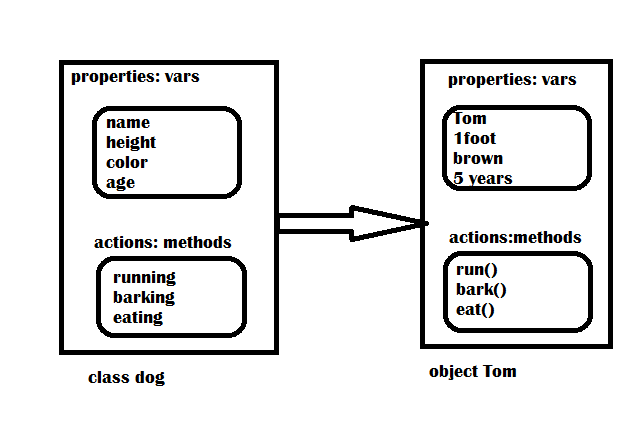 properties: vars
name
height
color
age
actions: methods
running
barking
eating
class dog
properties: vars
Tom
1foot
brown
5 years
actions:methods
run()
bark()
eat()
object Tom